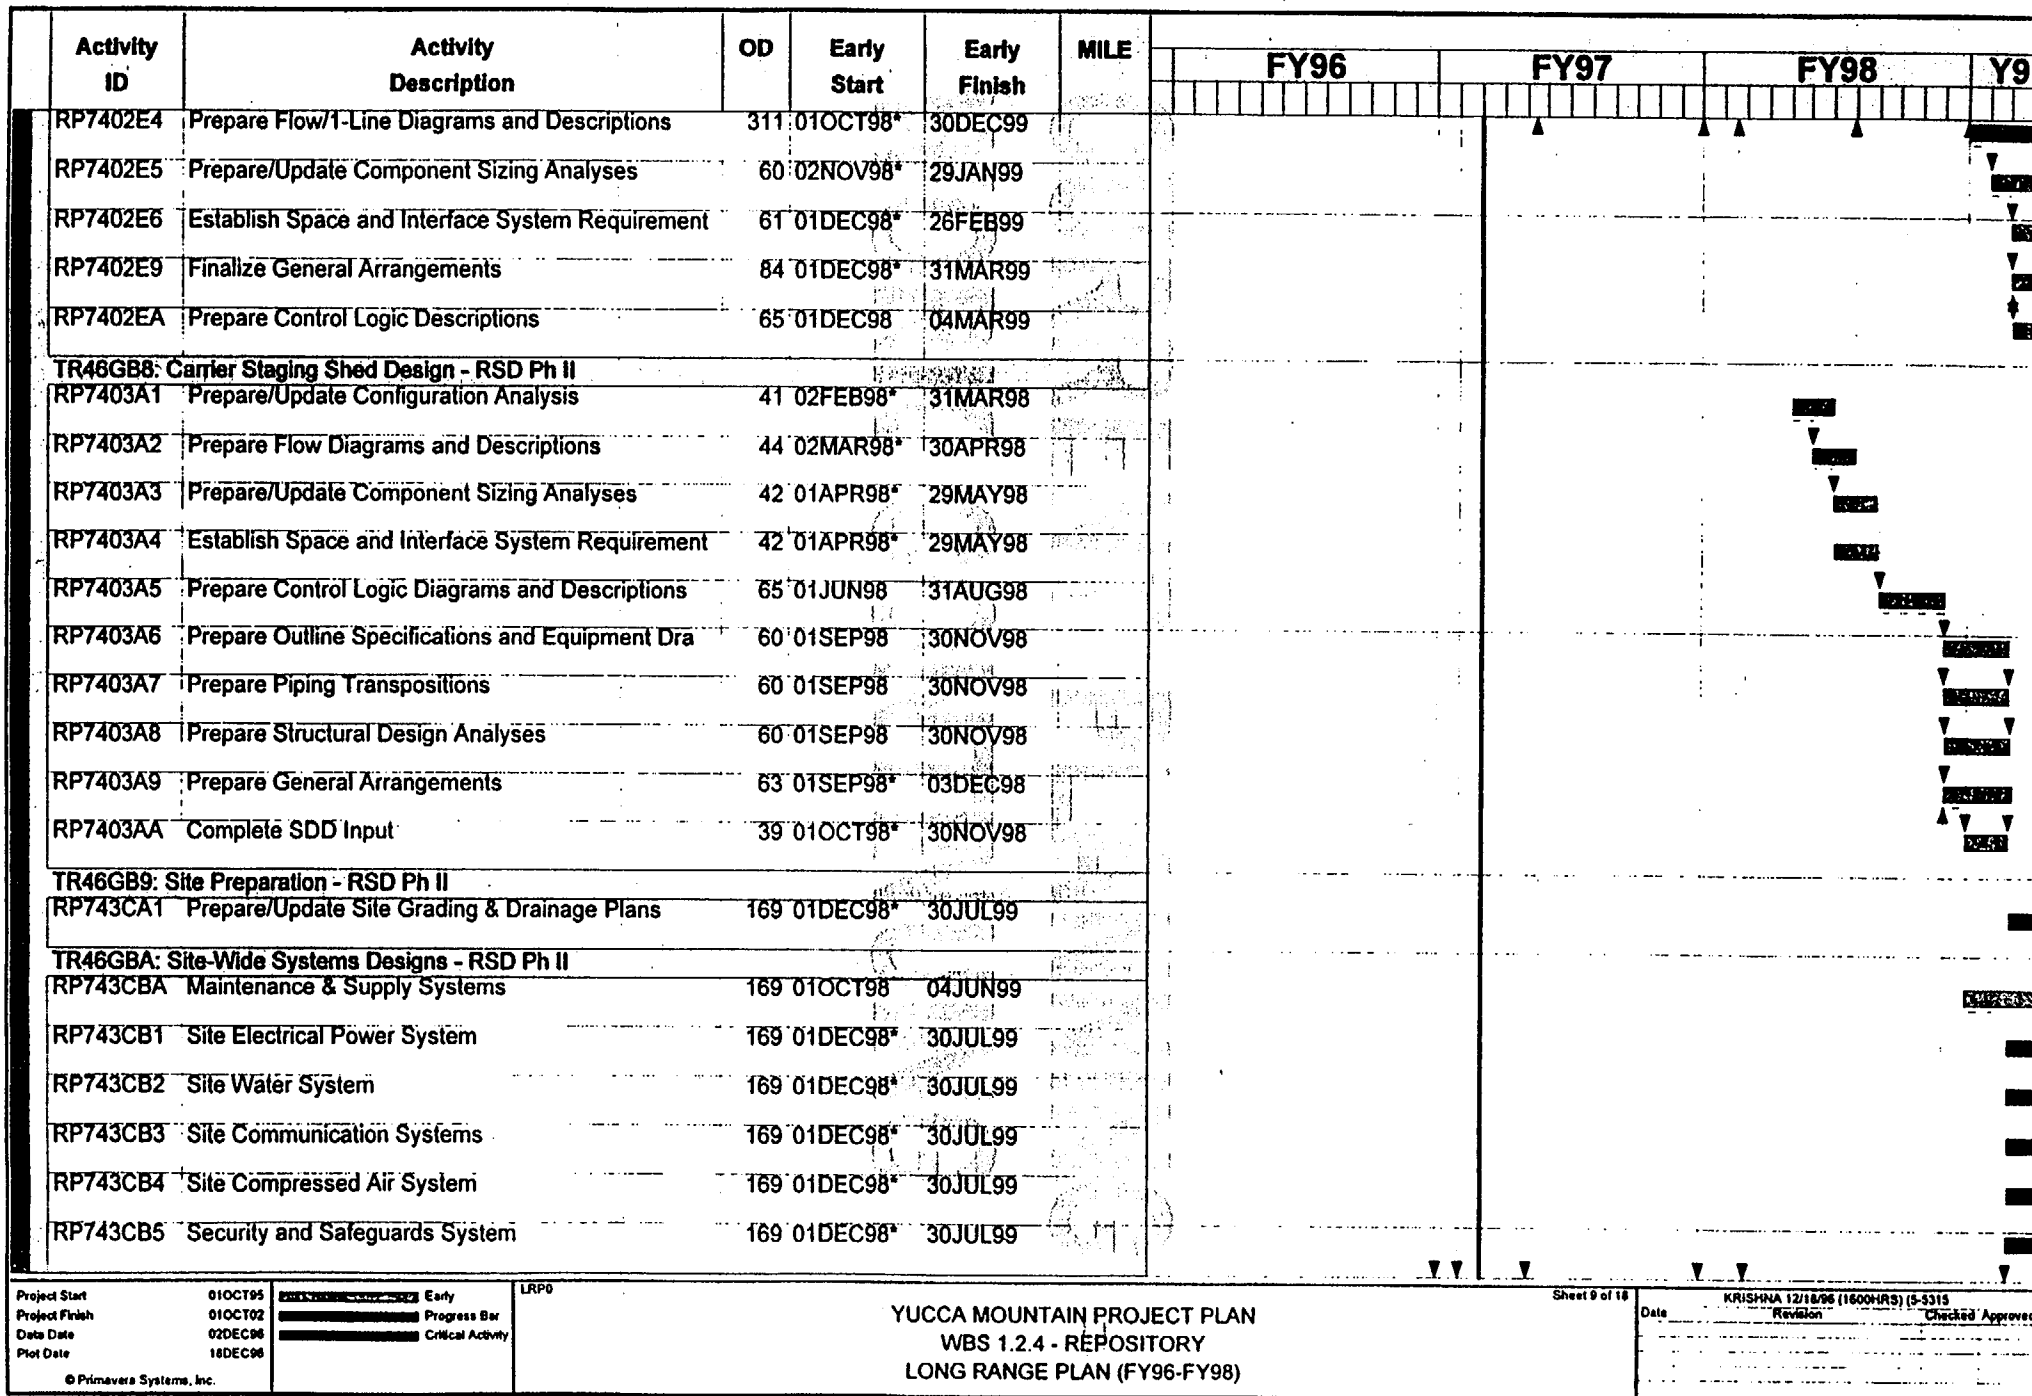 Activity ID Activity Description OD Early Start Early Finish MILE FY96 FY97 FY98 Y9
RP7402E4 Prepare Flow/1-Line Diagrams and Descriptions 311 01OCT98* 30DEC99
RP7402E5 Prepare/Update Component Sizing Analyses 60 02NOV98* 29JAN99
RP7402E6 Establish Space and Interface System Requirement 61 01DEC98* 26FEB99
RP7402E9 Finalize General Arrangements 84 01DEC98* 31MAR99
RP7402EA Prepare Control Logic Descriptions 65 01DEC98 04MAR99
TR46GB8: Carrier Staging Shed Design - RSD Ph II
RP7403A1 Prepare/Update Configuration Analysis 41 02FEB98* 31MAR98
RP7403A2 Prepare Flow Diagrams and Descriptions 44 02MAR98* 30APR98
RP7403A3 Prepare/Update Component Sizing Analyses 42 01APR98* 29MAY98
RP7403A4 Establish Space and Interface System Requirement 42 01APR98* 29MAY98
RP7403A5 Prepare Control Logic Diagrams and Descriptions 65 01JUN98 31AUG98
RP7403A6 Prepare Outline Specifications and Equipment Dra 60 01SEP98 30NOV98
RP7403A7 Prepare Piping Transpositions 60 01SEP98 30NOV98
RP7403A8 Prepare Structural Design Analyses 60 01SEP98 30NOV98
RP7403A9 Prepare General Arrangements 63 01SEP98* 03DEC98
RP7403AA Complete SDD Input 39 01OCT98* 30NOV98
TR46GB9: Site Preparation - RSD Ph II
RP743CA1 Prepare/Update Site Grading & Drainage Plans 169 01DEC98* 30JUL99
TR46GBA: Site-Wide Systems Designs - RSD Ph II
RP743CBA Maintenance & Supply Systems 169 01OCT98 04JUN99
RP743CB1 Site Electrical Power System 169 01DEC98* 30JUL99
RP743CB2 Site Water System 169 01DEC98* 30JUL99
RP743CB3 Site Communication Systems 169 01DEC98* 30JUL99
RP743CB4 Site Compressed Air System 169 01DEC98* 30JUL99
RP743CB5 Security and Safeguards System 169 01DEC98* 30JUL99
Project Start 01OCT95
Project Finish 01OCT02
Data Date 02DEC96
Plot Date 18DEC96
© Primavera Systems, Inc.
Early
Progress Bar
Critical Activity
LRP0
YUCCA MOUNTAIN PROJECT PLAN
WBS 1.2.4 - REPOSITORY
LONG RANGE PLAN (FY96-FY98)
Sheet 9 of 18
KRISHNA 12/18/96 (1600HRS) (5-5315
Date Revision Checked Approved